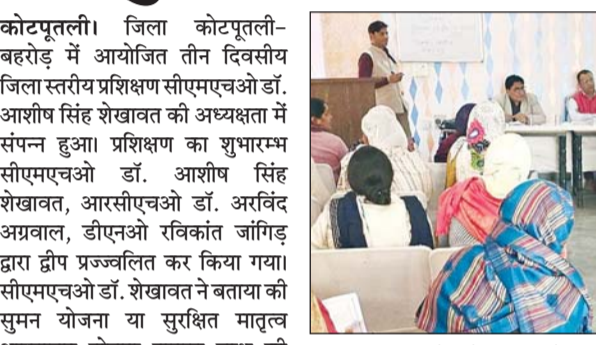 कोटपूतली। जिला कोटपूतली-
बहरोड़ में आयोजित तीन दिवसीय
जिला स्तरीय प्रशिक्षण सीएमएचओ डॉ.
आशीष सिंह शेखावत की अध्यक्षता में
संपन्न हुआ। प्रशिक्षण का शुभारम्भ
सीएमएचओ डॉ. आशीष सिंह
शेखावत, आरसीएचओ डॉ. अरविंद
अग्रवाल, डीएनओ रविकांत जांगिड़
द्वारा द्वीप प्रज्ज्वलित कर किया गया।
सीएमएचओ डॉ. शेखावत ने बताया की
सुमन योजना या सुरक्षित मातृत्व